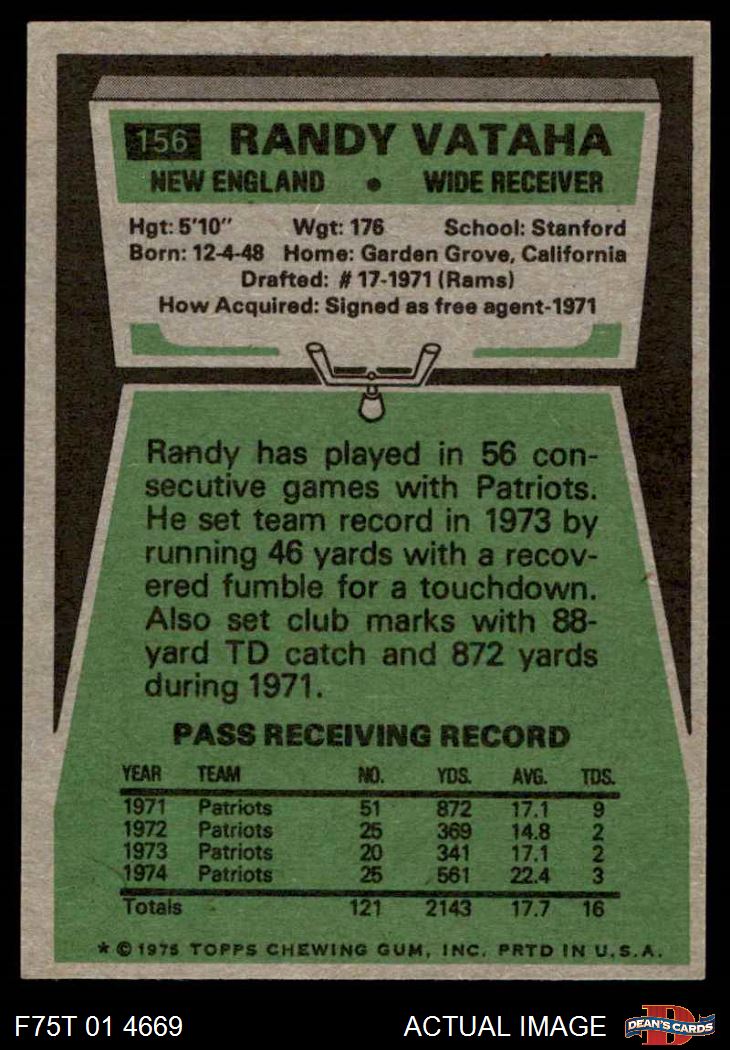 156 RANDY VATAHA
NEW ENGLAND • WIDE RECEIVER
Hgt: 5'10" Wgt: 176 School: Stanford
Born: 12-4-48 Home: Garden Grove, California
Drafted: # 17-1971 (Rams)
How Acquired: Signed as free agent-1971
Randy has played in 56 con-
secutive games with Patriots.
He set team record in 1973 by
running 46 yards with a recov-
ered fumble for a touchdown.
Also set club marks with 88-
yard TD catch and 872 yards
during 1971.
PASS RECEIVING RECORD
YEAR TEAM NO. YDS. AVG. TDS.
1971 Patriots 51 872 17.1 9
1972 Patriots 25 369 14.8 2
1973 Patriots 20 341 17.1 2
1974 Patriots 25 561 22.4 3
Totals 121 2143 17.7 16
* © 1975 TOPPS CHEWING GUM, INC. PRTD IN U.S.A.
F75T 01 4669 ACTUAL IMAGE D DEAN'S CARDS